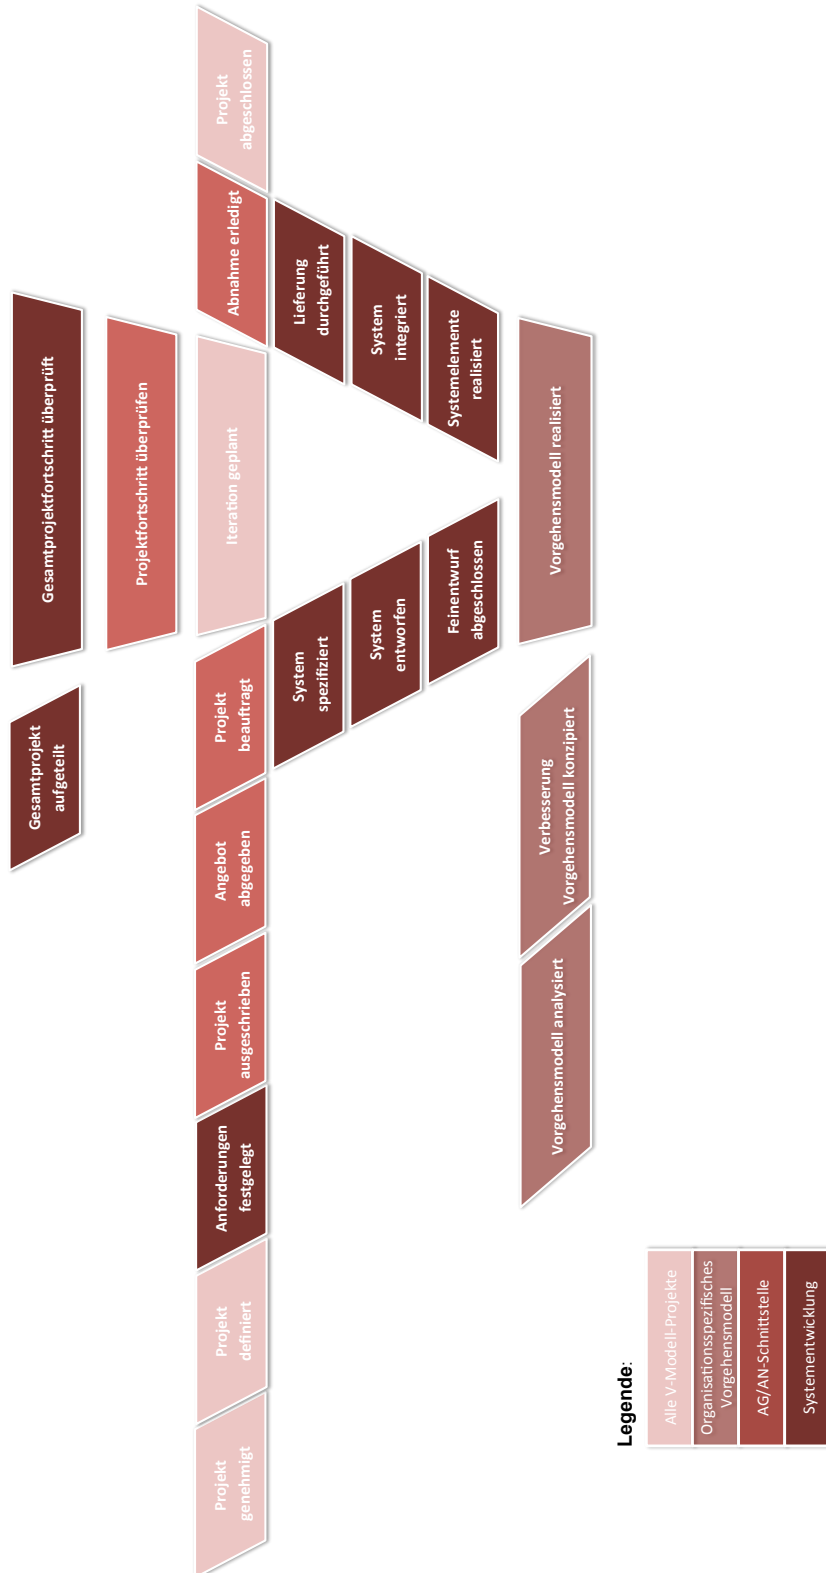 Gesamtprojekt
aufgeteilt
Gesamtprojektfortschritt überprüft
Projektfortschritt überprüfen
Projekt
genehmigt
Projekt
definiert
Anforderungen
festgelegt
Projekt
ausgeschrieben
Angebot
abgegeben
Projekt
beauftragt
Iteration geplant
Abnahme erledigt
Projekt
abgeschlossen
System
spezifiziert
Lieferung
durchgeführt
System
entworfen
System
integriert
Feinentwurf
abgeschlossen
Systemelemente
realisiert
Vorgehensmodell analysiert
Verbesserung
Vorgehensmodell konzipiert
Vorgehensmodell realisiert
Legende:
Alle V-Modell-Projekte
Organisationsspezifisches
Vorgehensmodell
AG/AN-Schnittstelle
Systementwicklung